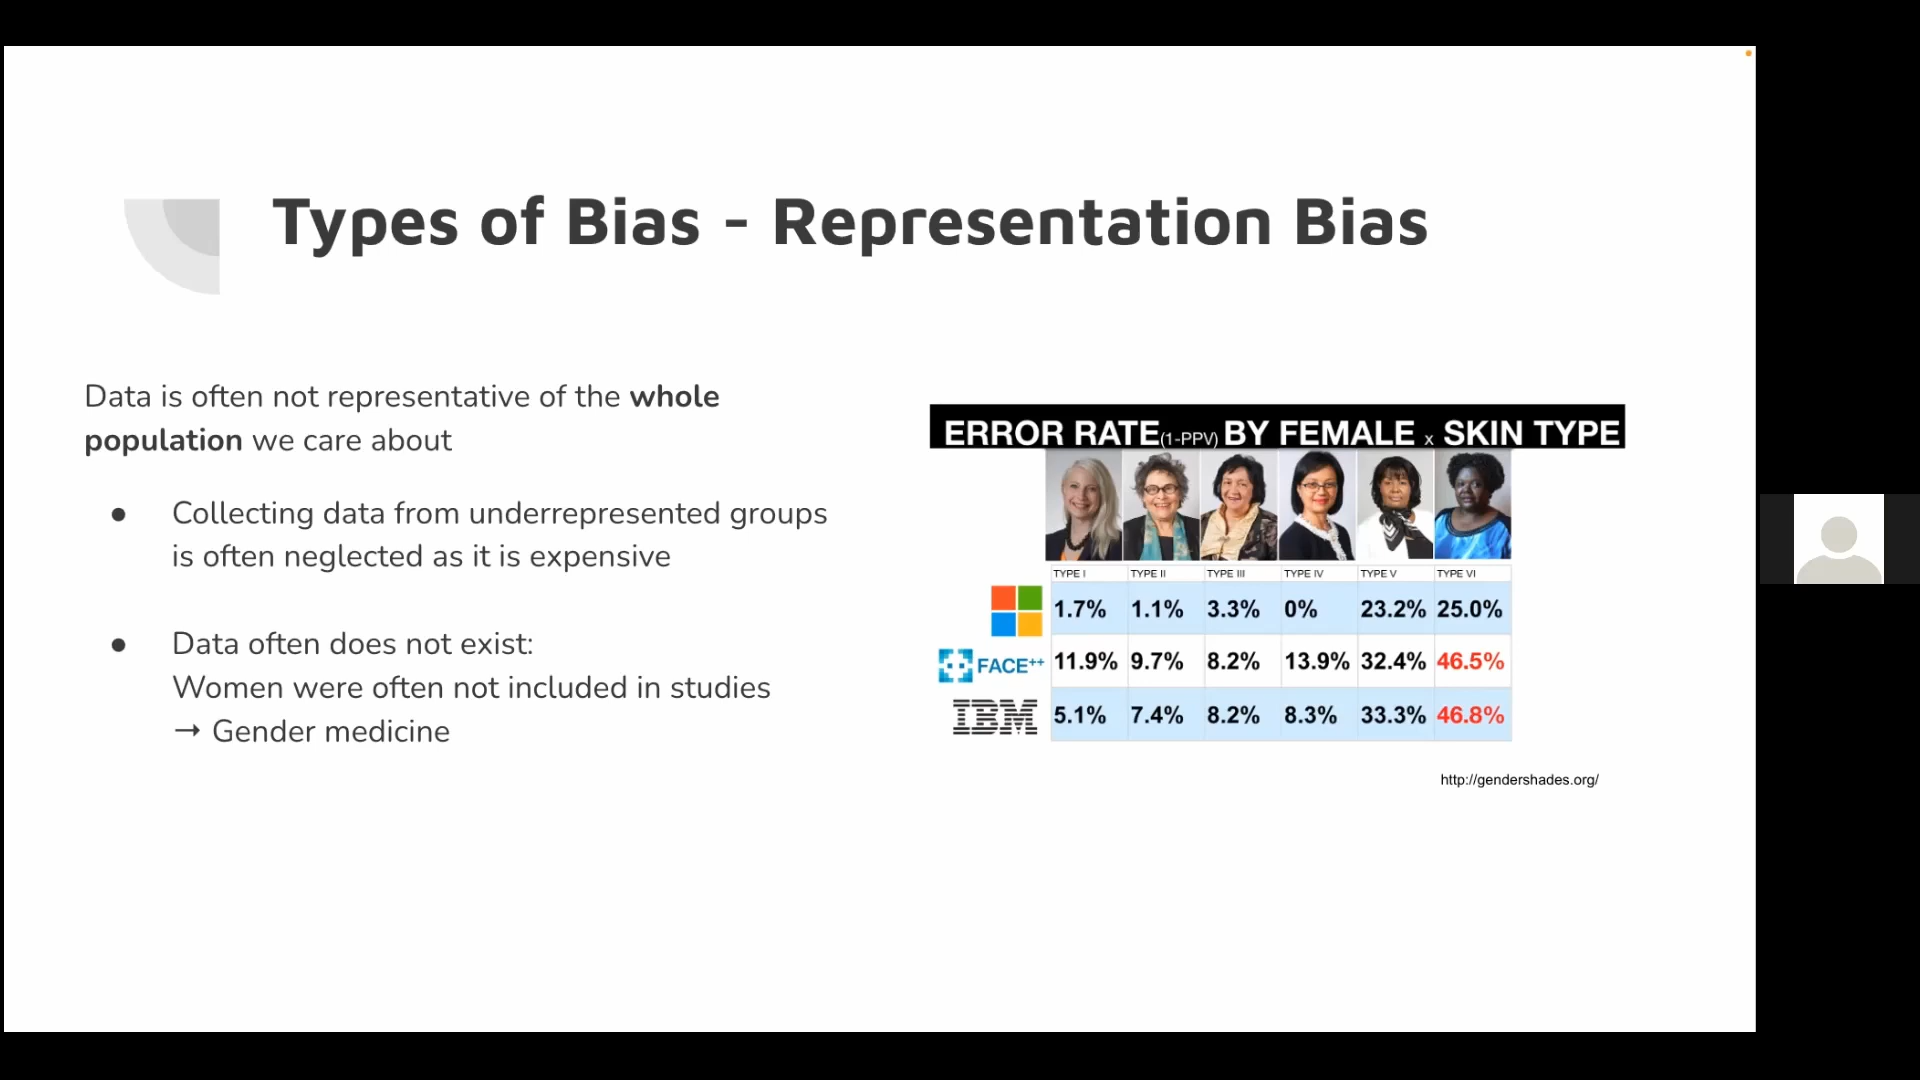 Types of Bias - Representation Bias
Data is often not representative of the whole
population we care about
● Collecting data from underrepresented groups
is often neglected as it is expensive
● Data often does not exist:
Women were often not included in studies
→ Gender medicine
ERROR RATE(1-PPV) BY FEMALE x SKIN TYPE
TYPE I TYPE II TYPE III TYPE IV TYPE V TYPE VI
1.7% 1.1% 3.3% 0% 23.2% 25.0%
FACE++ 11.9% 9.7% 8.2% 13.9% 32.4% 46.5%
IBM 5.1% 7.4% 8.2% 8.3% 33.3% 46.8%
http://gendershades.org/